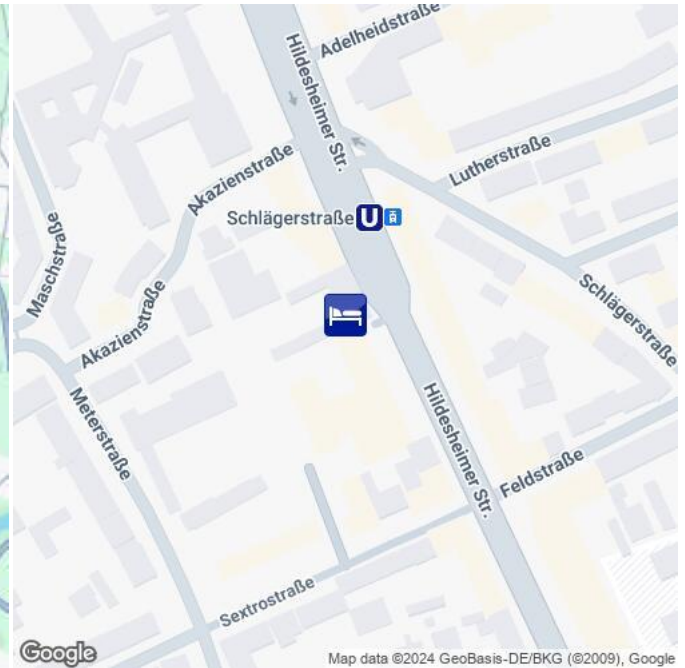 Adelheidstraße
Hildesheimer Str.
Lutherstraße
Akazienstraße
Schlägerstraße U
Maschstraße
Schlägerstraße
Akazienstraße
Meterstraße
Hildesheimer Str.
Feldstraße
Sextrostraße
Google
Map data ©2024 GeoBasis-DE/BKG (©2009), Google